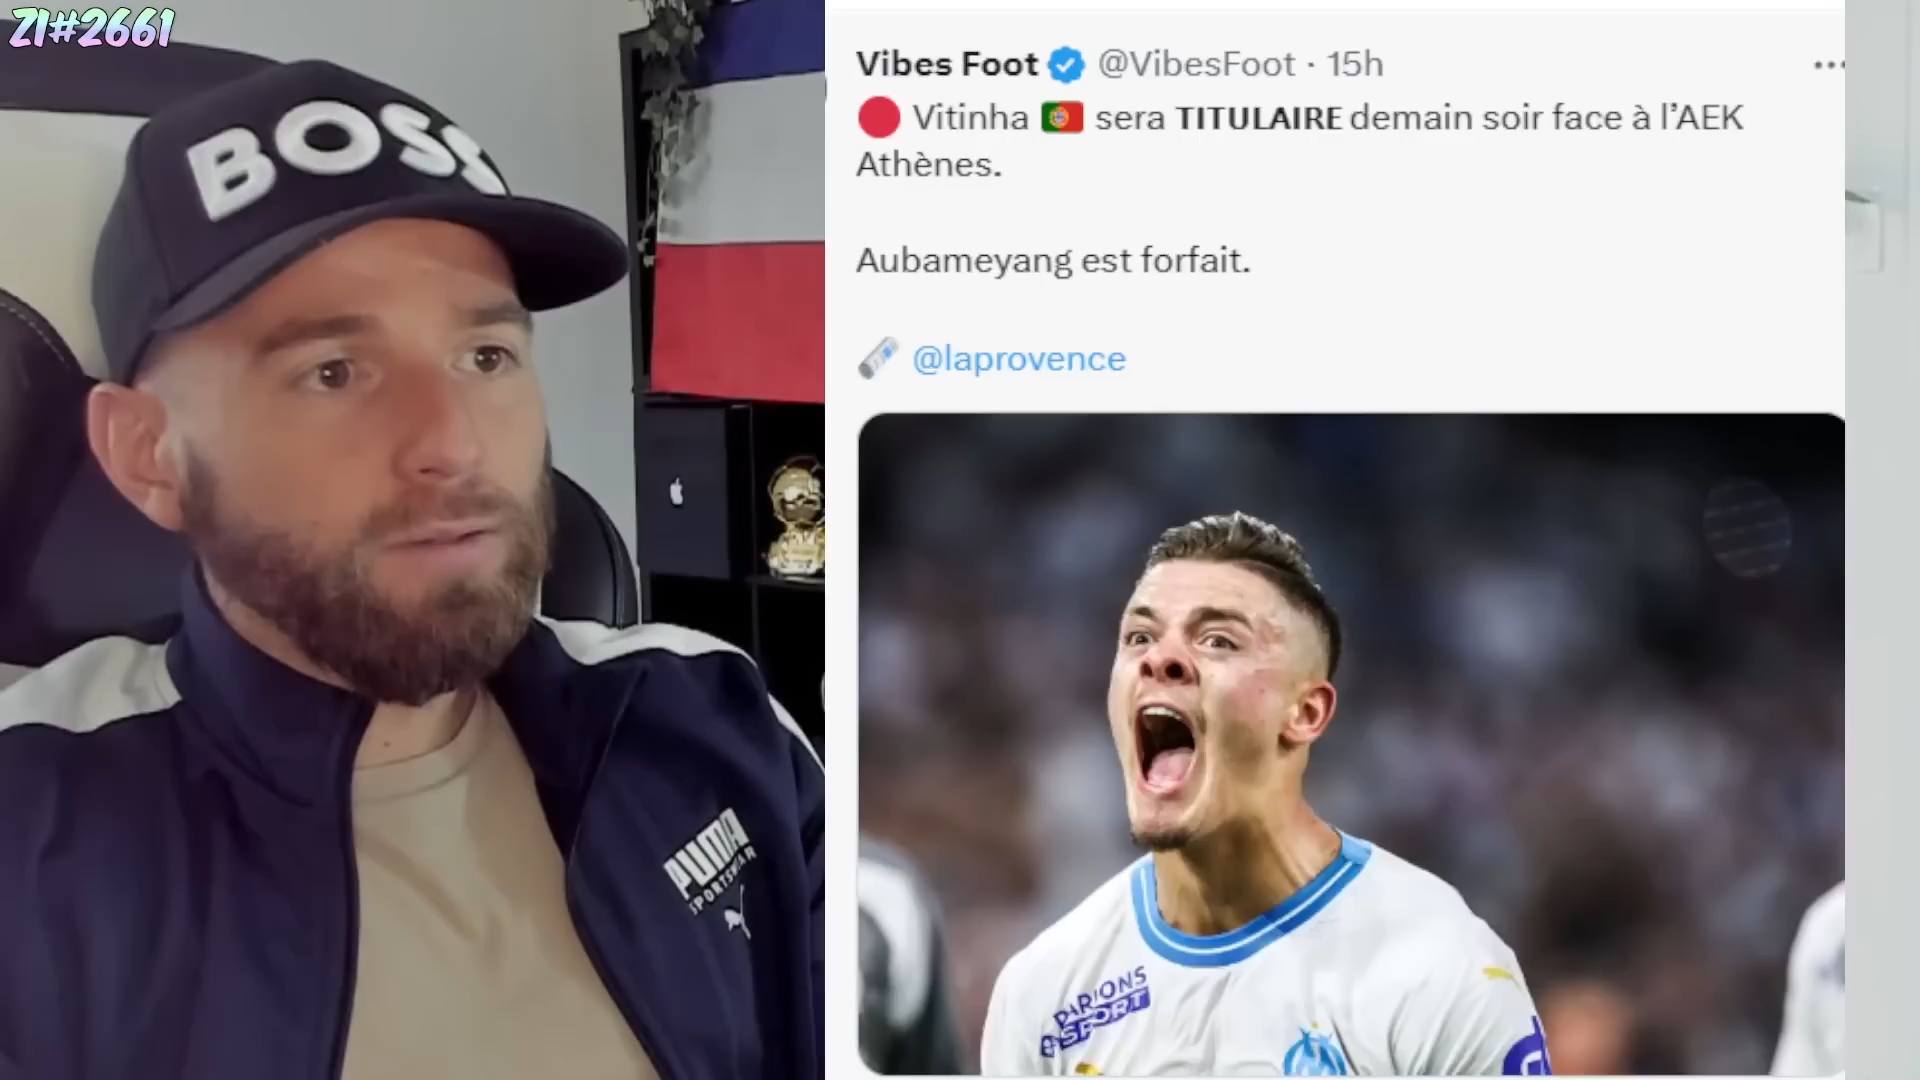 ZI#2661
BOSS
PUMA
SPORTSWEAR
Vibes Foot @VibesFoot · 15h
Vitinha sera TITULAIRE demain soir face à l’AEK
Athènes.
Aubameyang est forfait.
@laprovence
PARIONS
SPORT